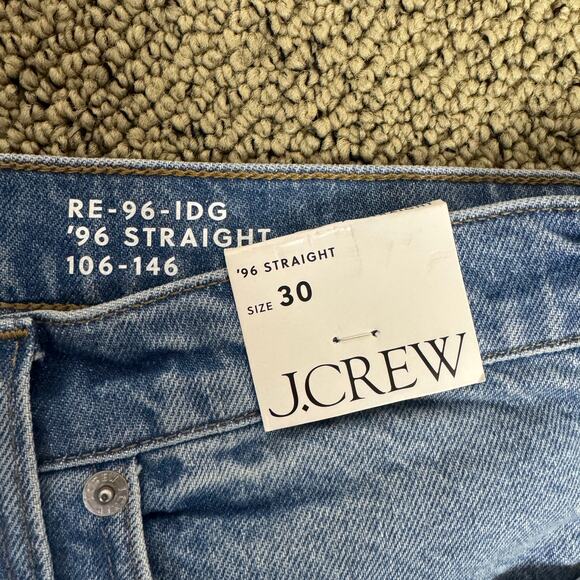 RE-96-IDG
'96 STRAIGHT
106-146
'96 STRAIGHT
SIZE 30
J.CREW